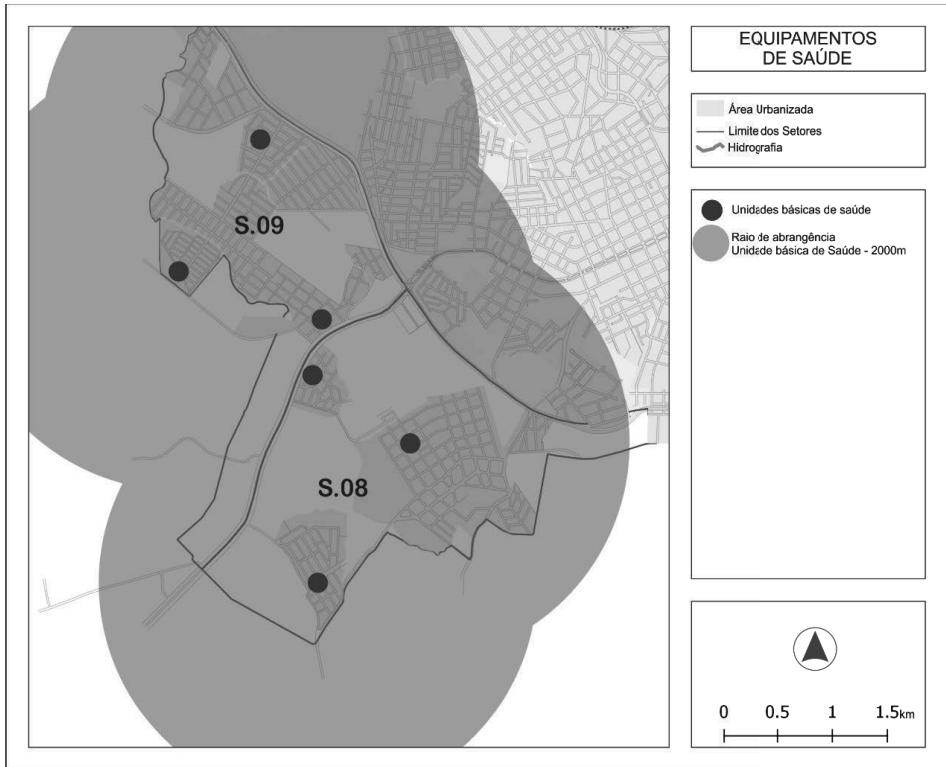 EQUIPAMENTOS
DE SAÚDE
Área Urbanizada
Limite dos Setores
Hidrografia
Unidades básicas de saúde
Raio de abrangência
Unidade básica de Saúde - 2000m
S.09
S.08
0 0.5 1 1.5km